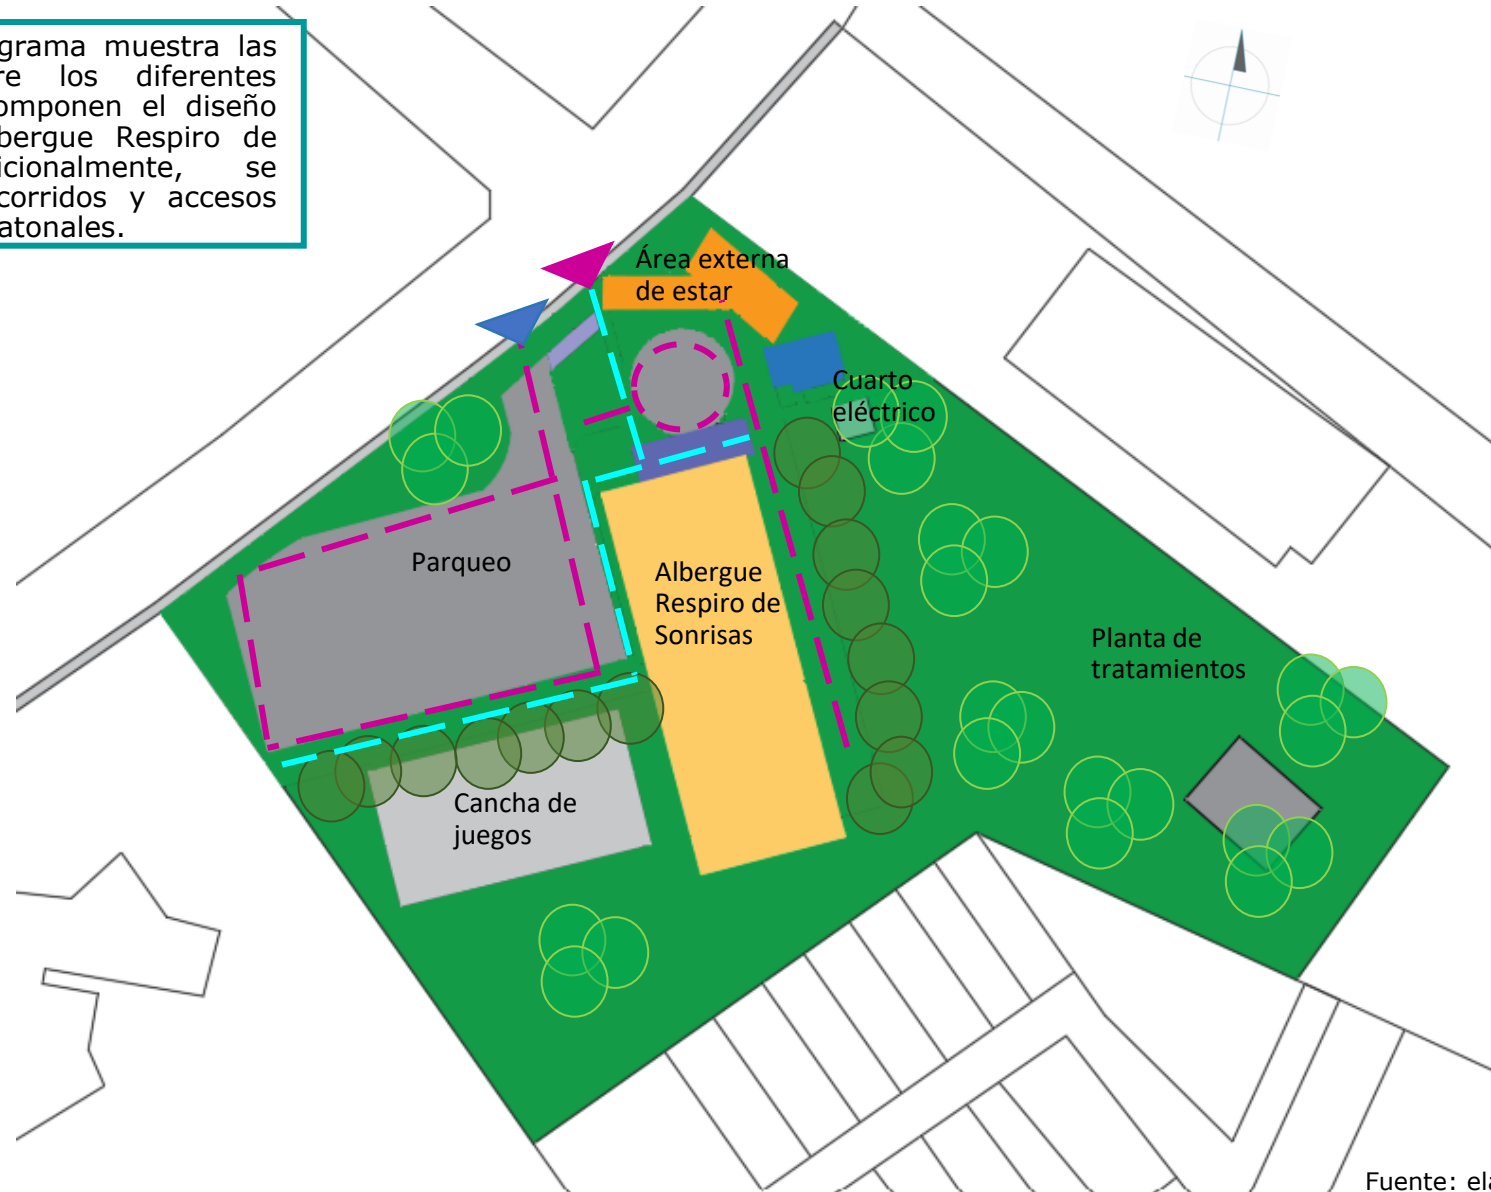 grama muestra las
re los diferentes
omponen el diseño
bergue Respiro de
icionalmente, se
corridos y accesos
atonales.
Área externa
de estar
Cuarto
eléctrico
Parqueo
Albergue
Respiro de
Sonrisas
Planta de
tratamientos
Cancha de
juegos
Fuente: ela